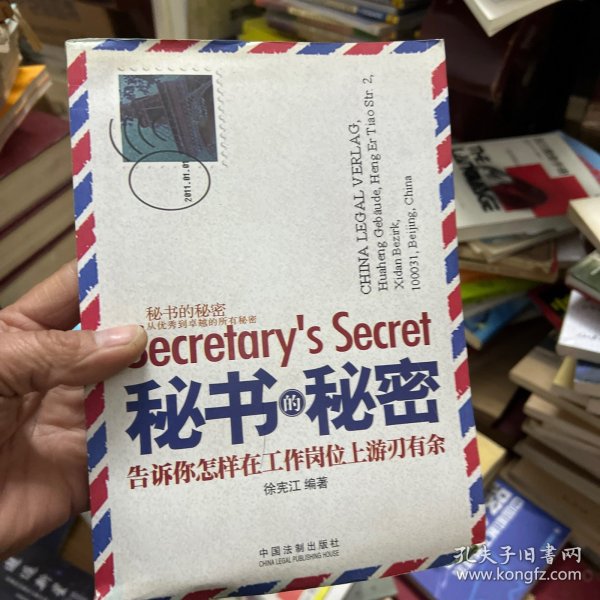 2011.01.01
CHINA LEGAL VERLAG,
Huaheng Gebäude, Heng Er Tiao Str. 2,
Xidan Bezirk,
100031, Beijing, China
秘书的秘密
从优秀到卓越的所有秘密
Secretary's Secret
秘书的秘密
告诉你怎样在工作岗位上游刃有余
徐宪江 编著
中国法制出版社
CHINA LEGAL PUBLISHING HOUSE
孔夫子旧书网
www.kongfz.com